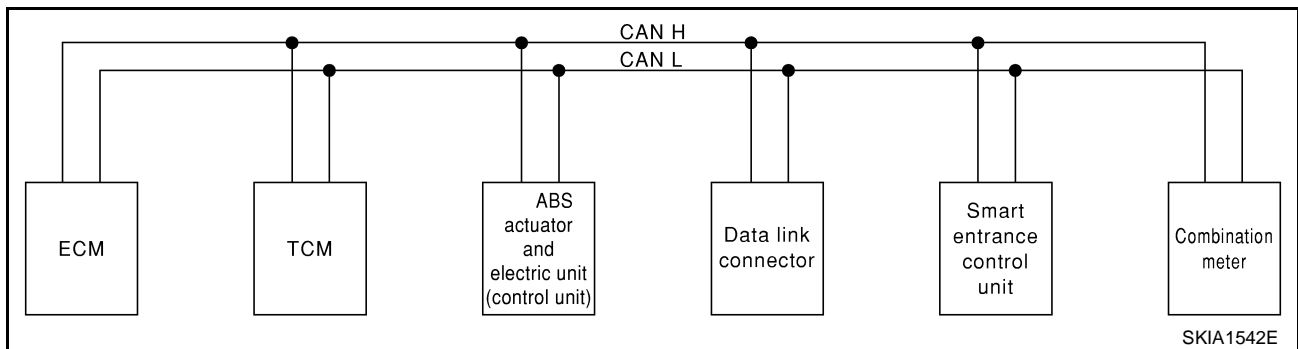 CAN H
CAN L
ECM
TCM
ABS
actuator
and
electric unit
(control unit)
Data link
connector
Smart
entrance
control
unit
Combination
meter
SKIA1542E